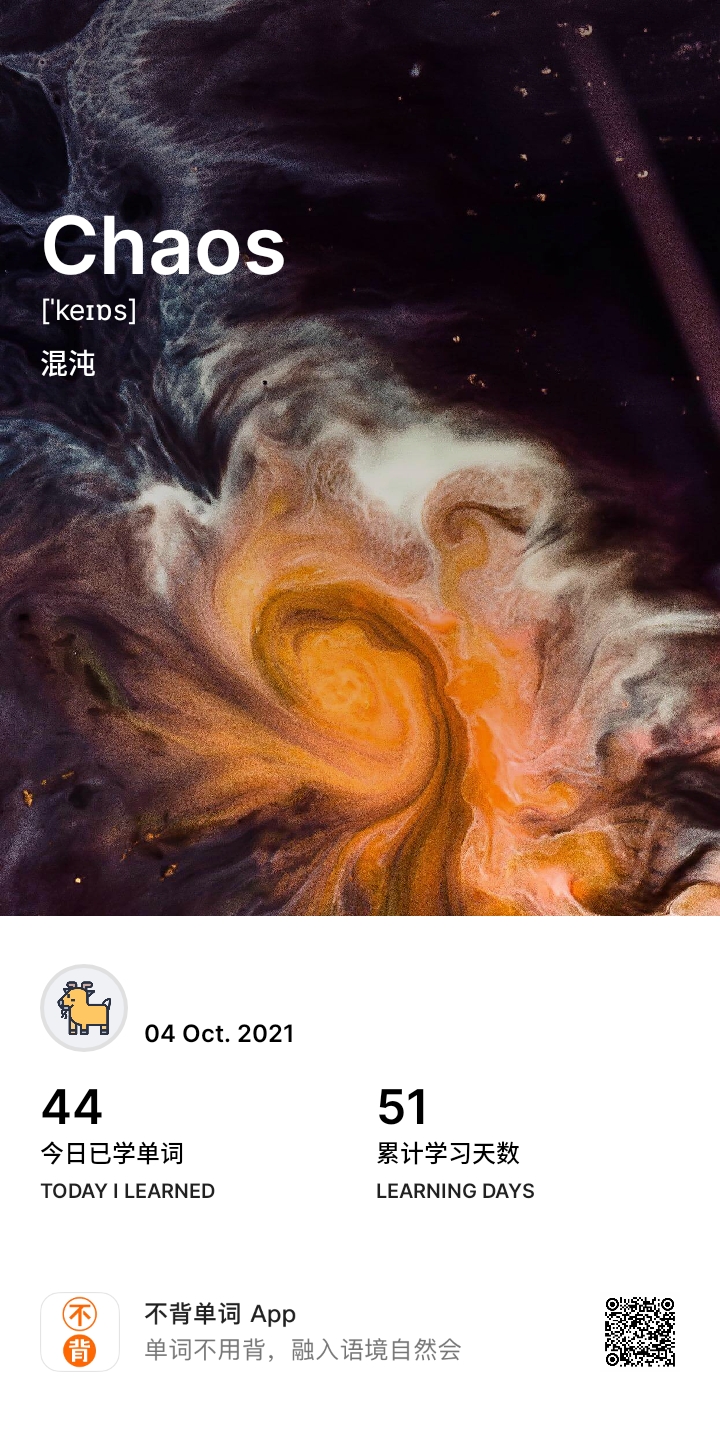 Chaos
['keɪɒs]
混沌
04 Oct. 2021
44
今日已学单词
TODAY I LEARNED
51
累计学习天数
LEARNING DAYS
不
背
不背单词 App
单词不用背，融入语境自然会